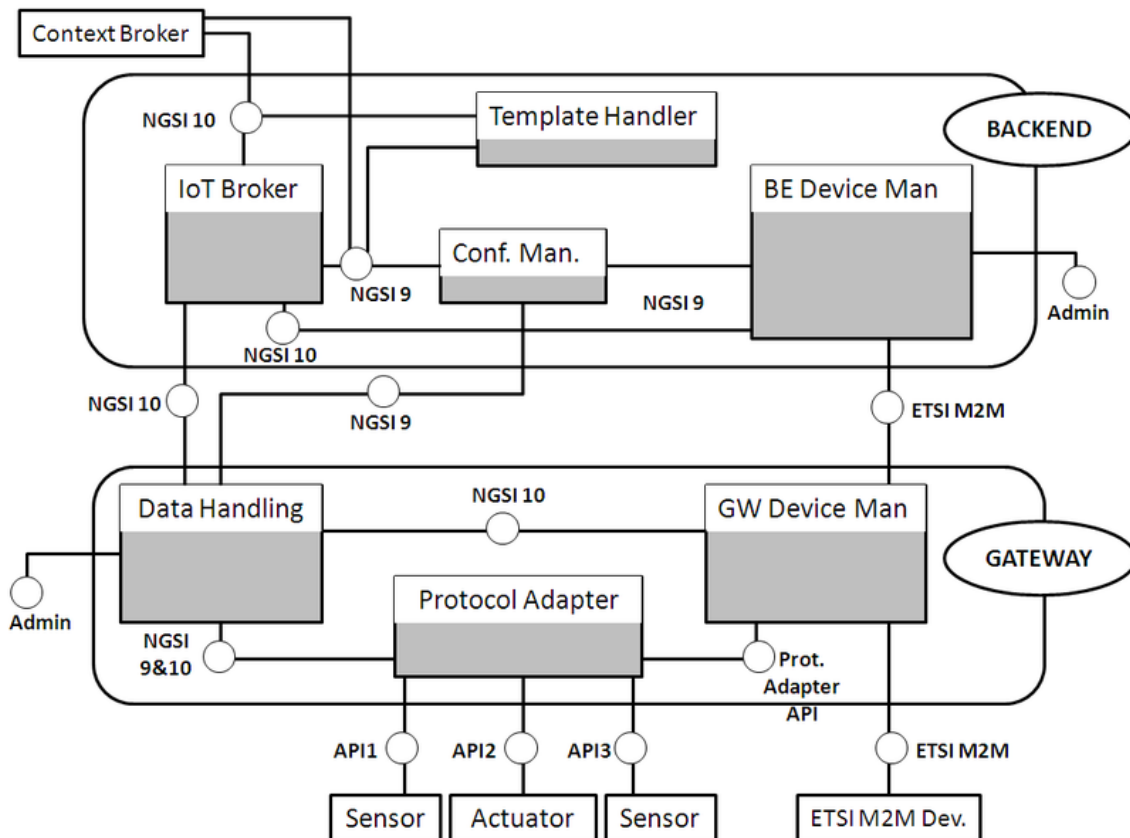 Context Broker
NGSI 10
Template Handler
BACKEND
IoT Broker
BE Device Man
Conf. Man.
NGSI 9
NGSI 9
Admin
NGSI 10
NGSI 10
NGSI 9
ETSI M2M
Data Handling
NGSI 10
GW Device Man
GATEWAY
Protocol Adapter
Admin
NGSI
9&10
Prot.
Adapter
API
API1
API2
API3
ETSI M2M
Sensor
Actuator
Sensor
ETSI M2M Dev.